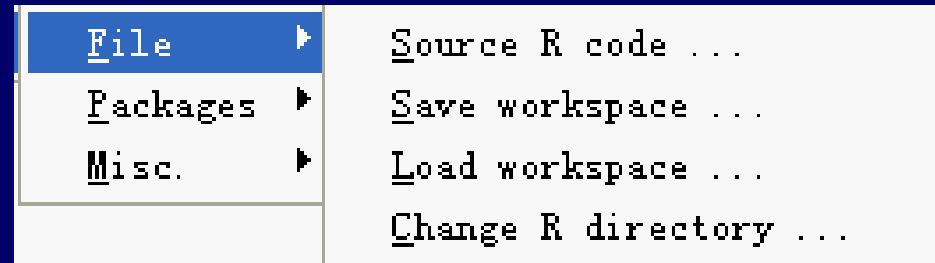 File
Packages
Misc.
Source R code ...
Save workspace ...
Load workspace ...
Change R directory ...